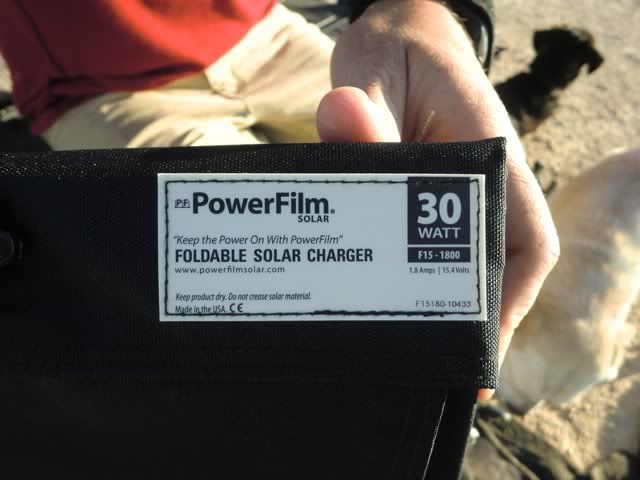 PF PowerFilm®
SOLAR
"Keep the Power On With PowerFilm"
FOLDABLE SOLAR CHARGER
www.powerfilmsolar.com
Keep product dry. Do not crease solar material.
Made in the USA. CE
30
WATT
F15 - 1800
1.8 Amps | 15.4 Volts
F15180-10433